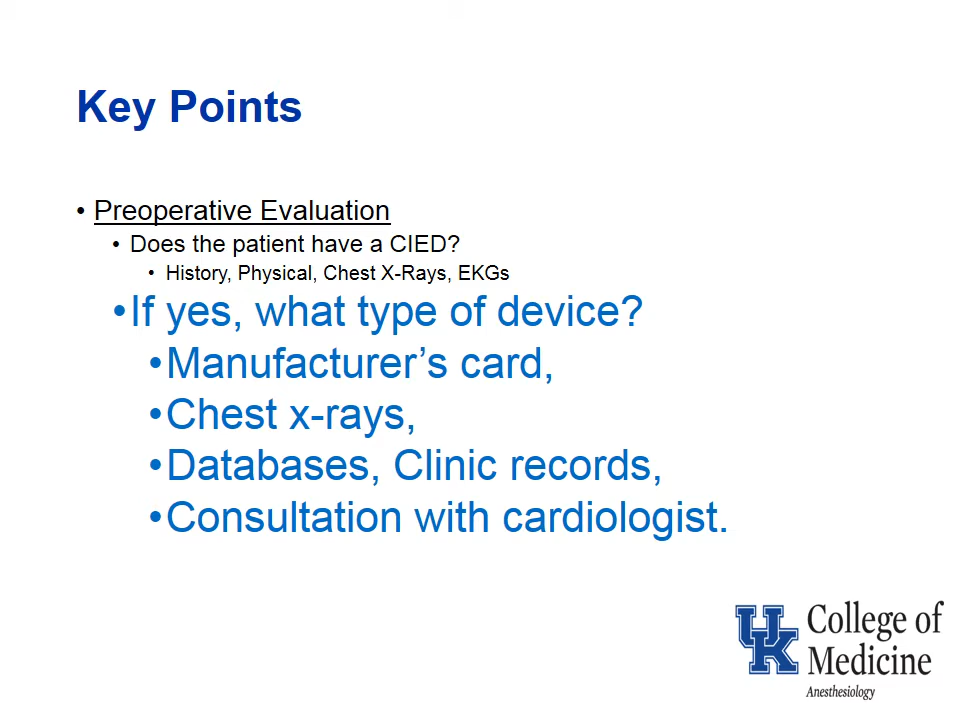 Key Points
• Preoperative Evaluation
• Does the patient have a CIED?
• History, Physical, Chest X-Rays, EKGs
•If yes, what type of device?
•Manufacturer’s card,
•Chest x-rays,
•Databases, Clinic records,
•Consultation with cardiologist.
UK College of
Medicine
Anesthesiology